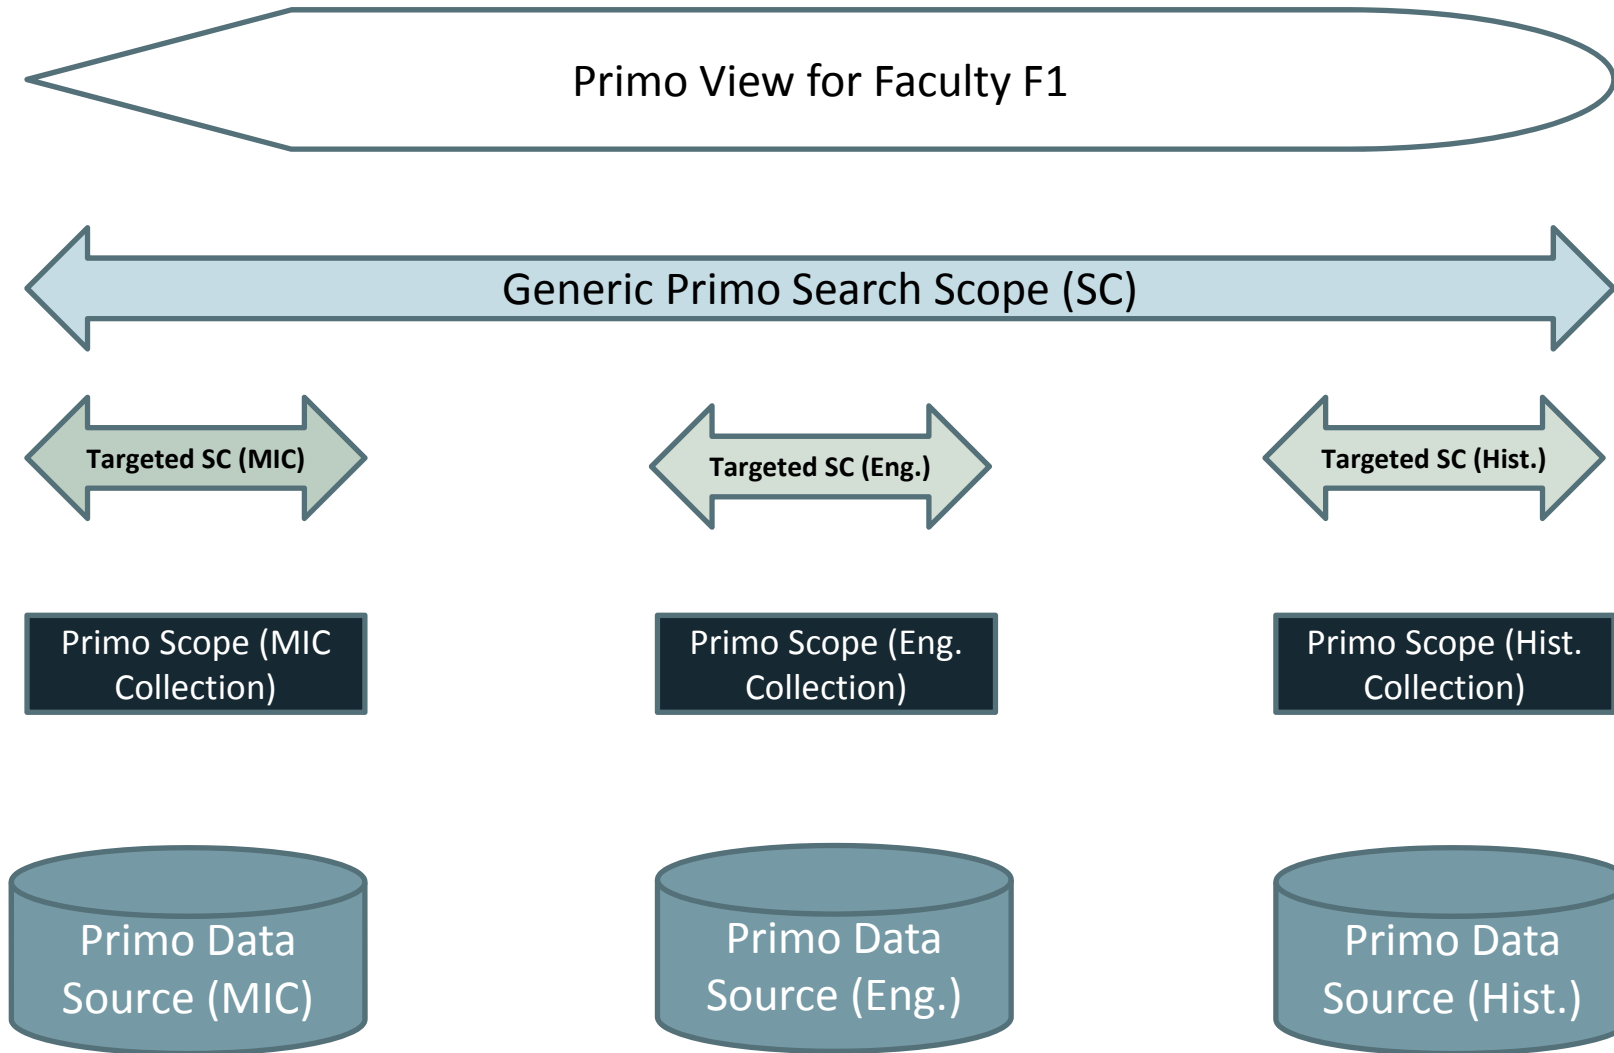 Primo View for Faculty F1
Generic Primo Search Scope (SC)
Targeted SC (MIC)
Targeted SC (Eng.)
Targeted SC (Hist.)
Primo Scope (MIC
Collection)
Primo Scope (Eng.
Collection)
Primo Scope (Hist.
Collection)
Primo Data
Source (MIC)
Primo Data
Source (Eng.)
Primo Data
Source (Hist.)